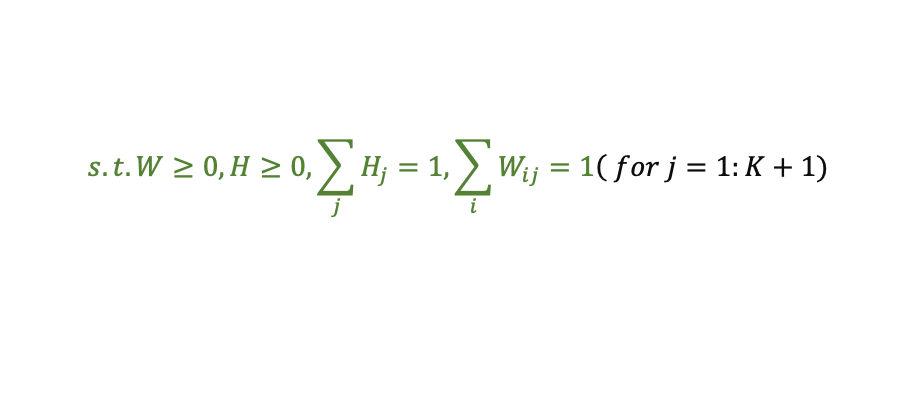 s.t.W ≥ 0,H ≥ 0,∑_j H_j = 1,∑_i W_ij = 1( for j = 1:K + 1)